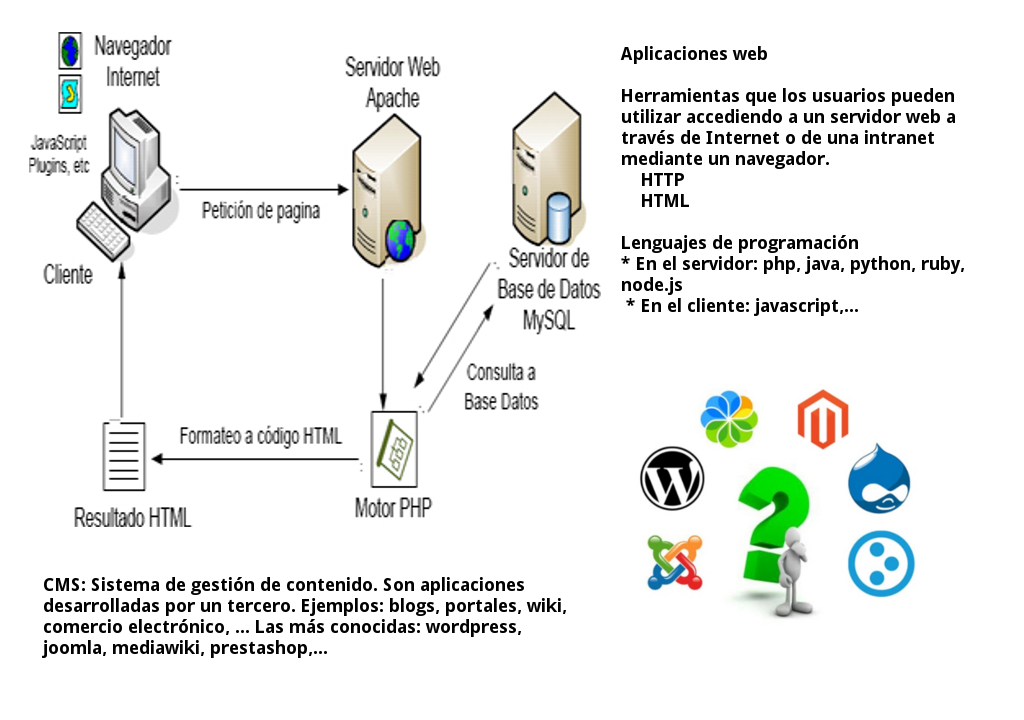 Navegador
Internet
JavaScript
Plugins, etc
Cliente
Petición de pagina
Servidor Web
Apache
Servidor de
Base de Datos
MySQL
Consulta a
Base Datos
Formateo a código HTML
Motor PHP
Resultado HTML
Aplicaciones web
Herramientas que los usuarios pueden
utilizar accediendo a un servidor web a
través de Internet o de una intranet
mediante un navegador.
HTTP
HTML
Lenguajes de programación
* En el servidor: php, java, python, ruby,
node.js
* En el cliente: javascript,...
CMS: Sistema de gestión de contenido. Son aplicaciones
desarrolladas por un tercero. Ejemplos: blogs, portales, wiki,
comercio electrónico, ... Las más conocidas: wordpress,
joomla, mediawiki, prestashop,...